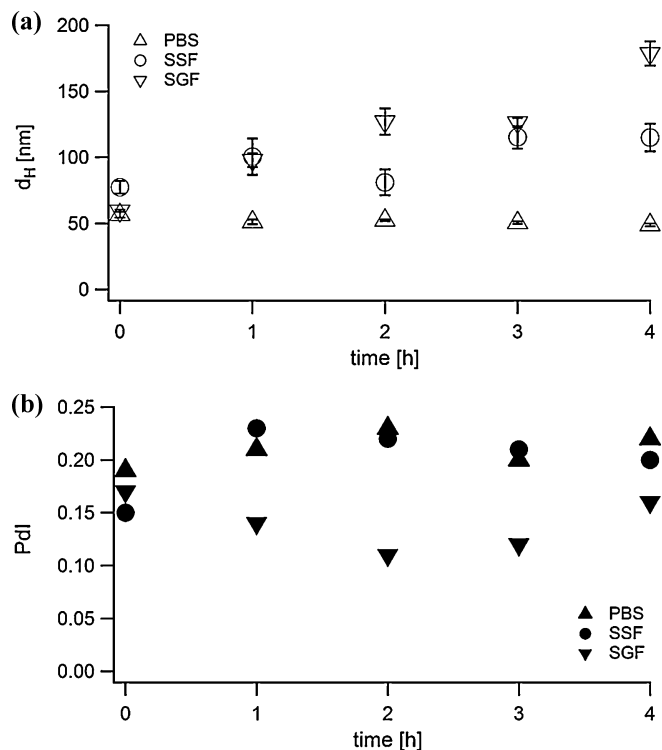 (a)
200
150
100
50
0
d_H [nm]
PBS
SSF
SGF
0 1 2 3 4
time [h]
(b)
0.25
0.20
0.15
0.10
0.05
0.00
PdI
PBS
SSF
SGF
0 1 2 3 4
time [h]